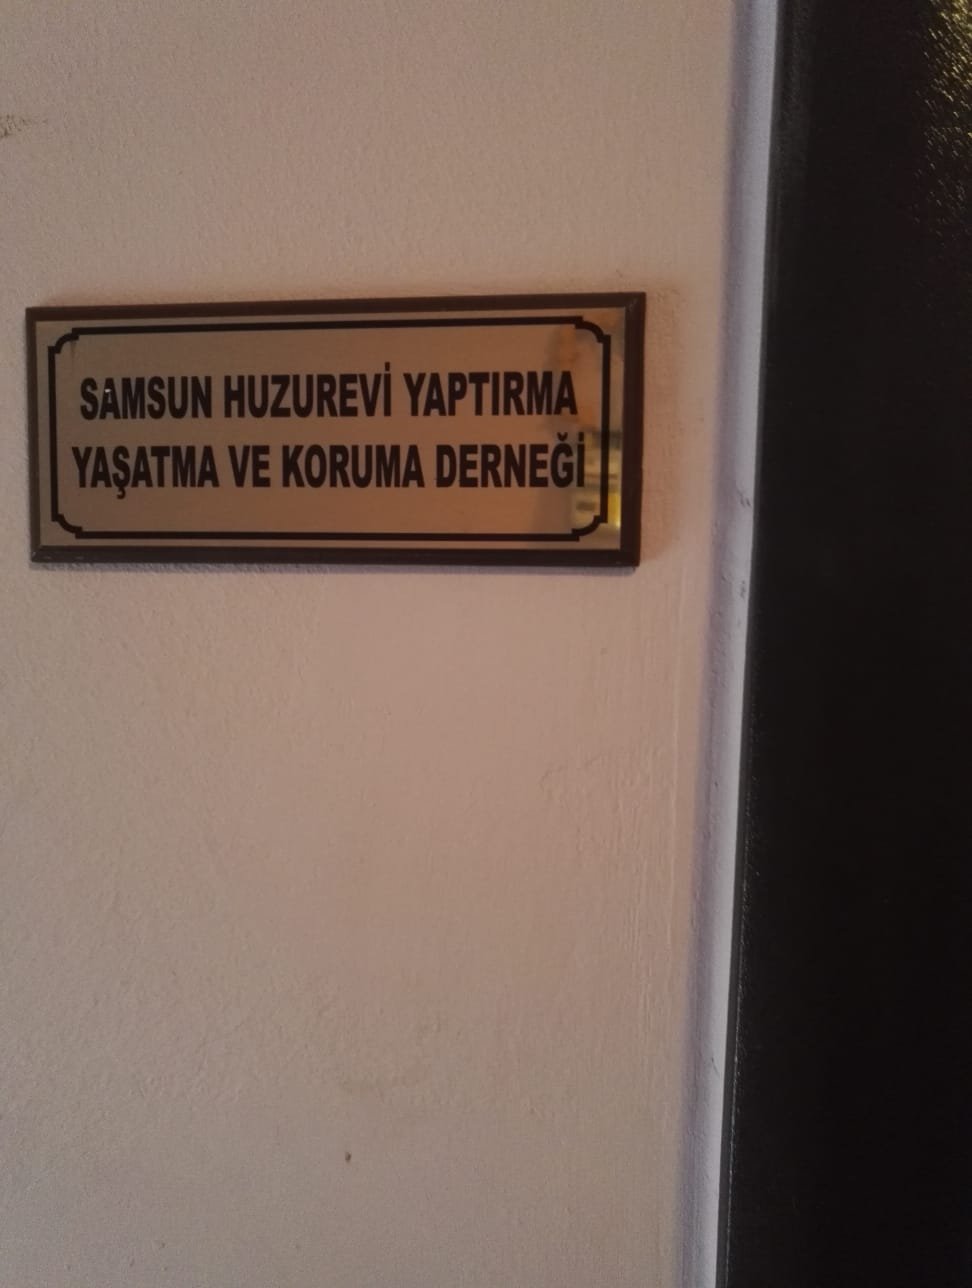 SAMSUN HUZUREVİ YAPTIRMA
YAŞATMA VE KORUMA DERNEĞİ